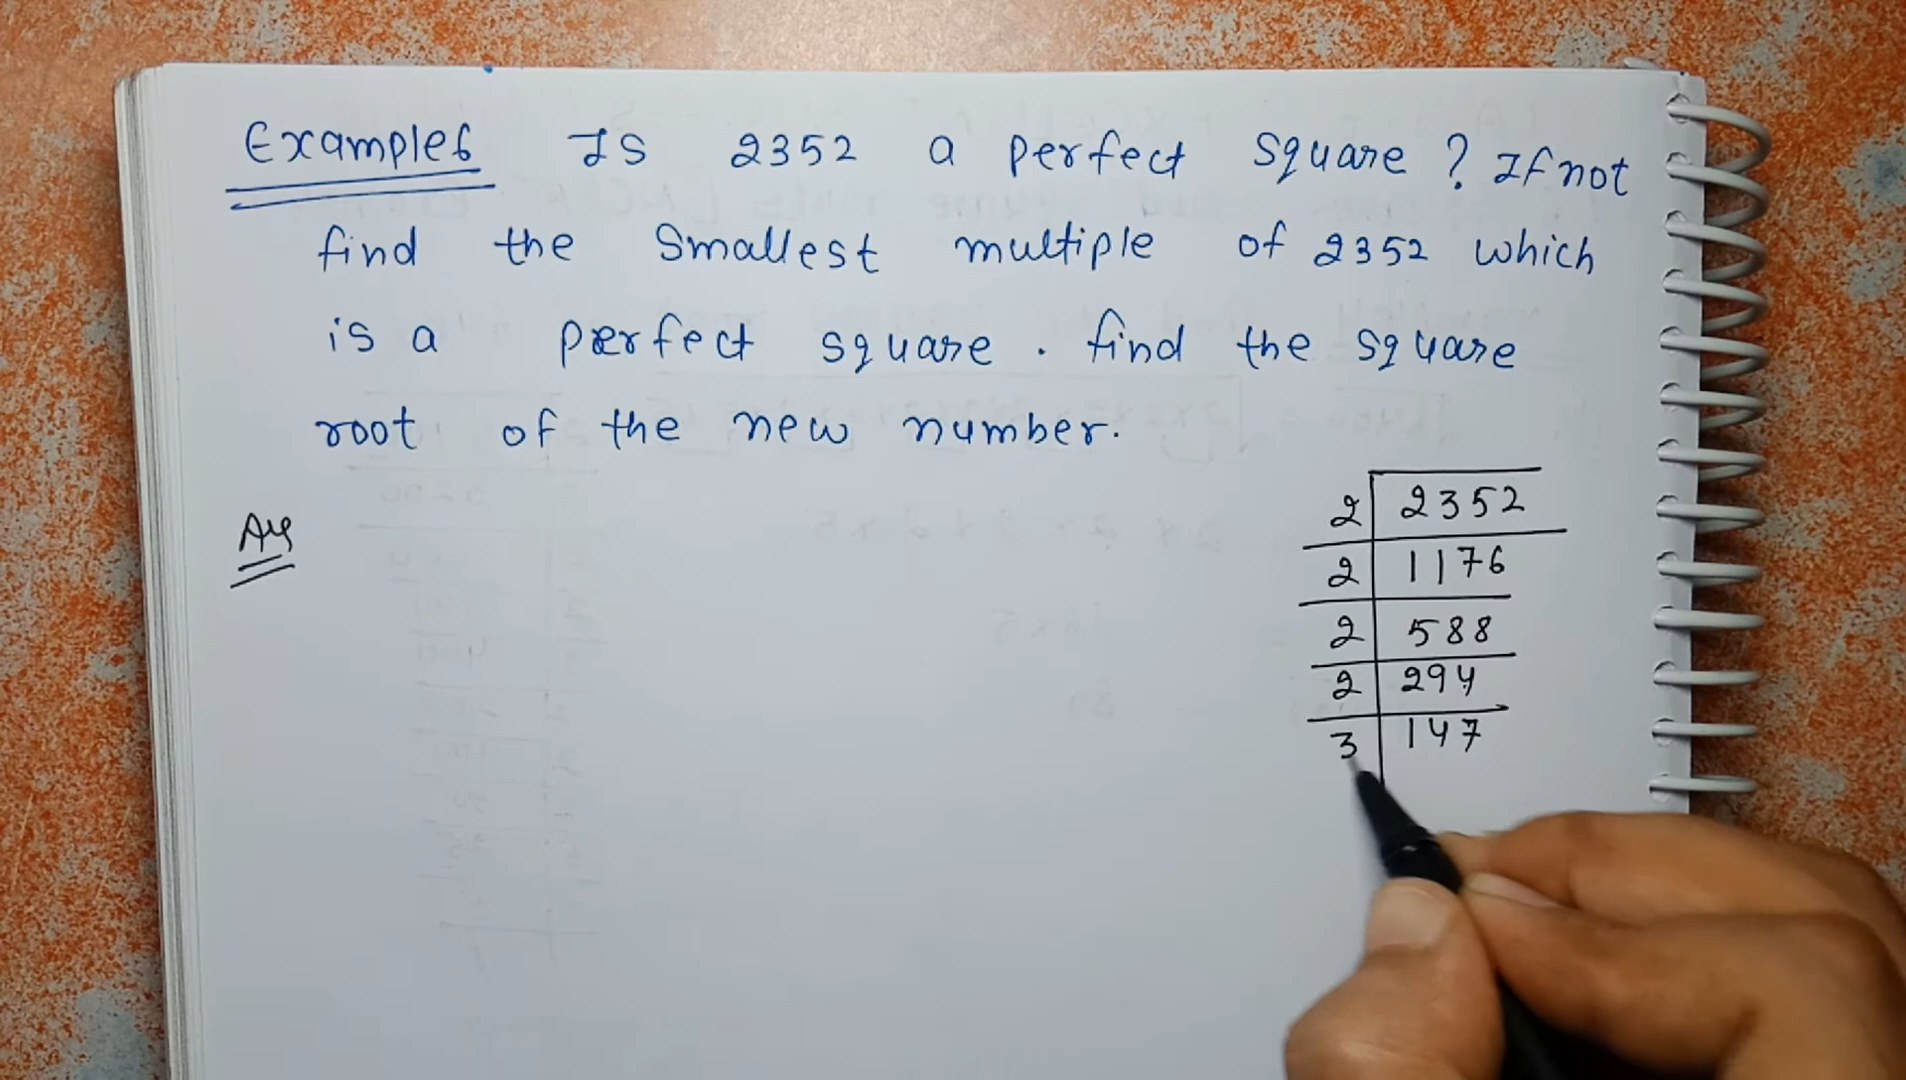 Example6 Is 2352 a perfect square ? If not
find the smallest multiple of 2352 which
is a perfect square . find the square
root of the new number.
2 2352
2 1176
2 588
2 294
3 147